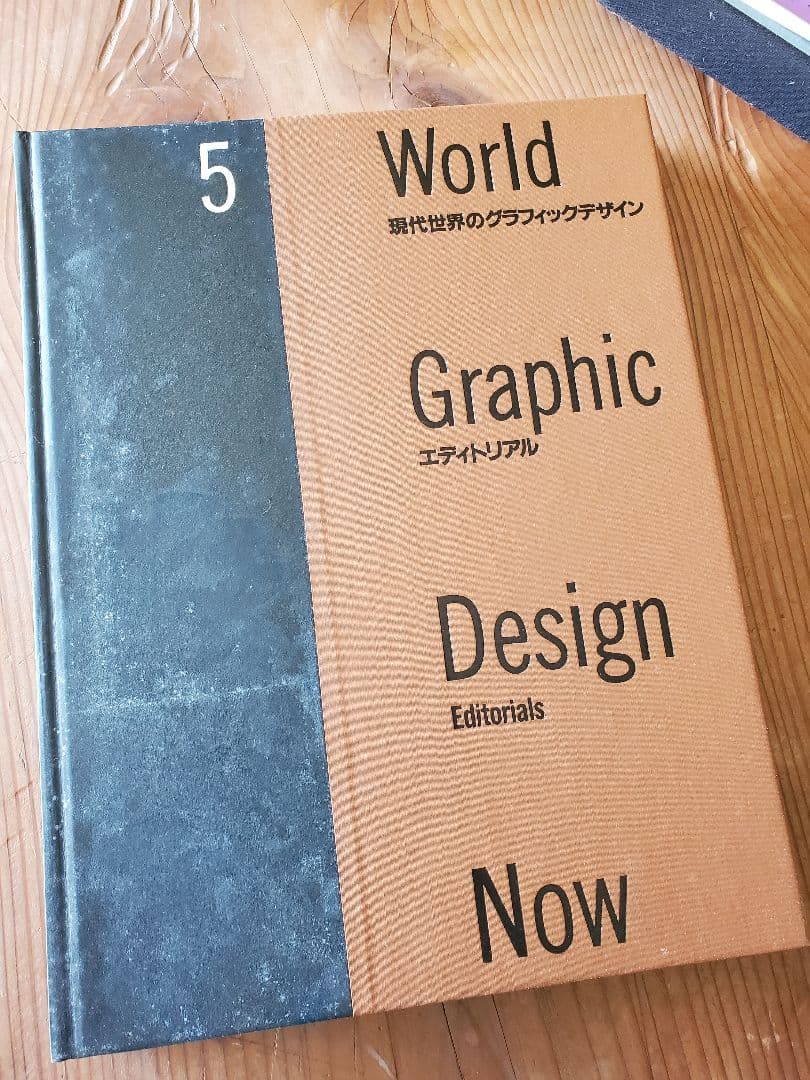 5
World
現代世界のグラフィックデザイン
Graphic
エディトリアル
Design
Editorials
Now